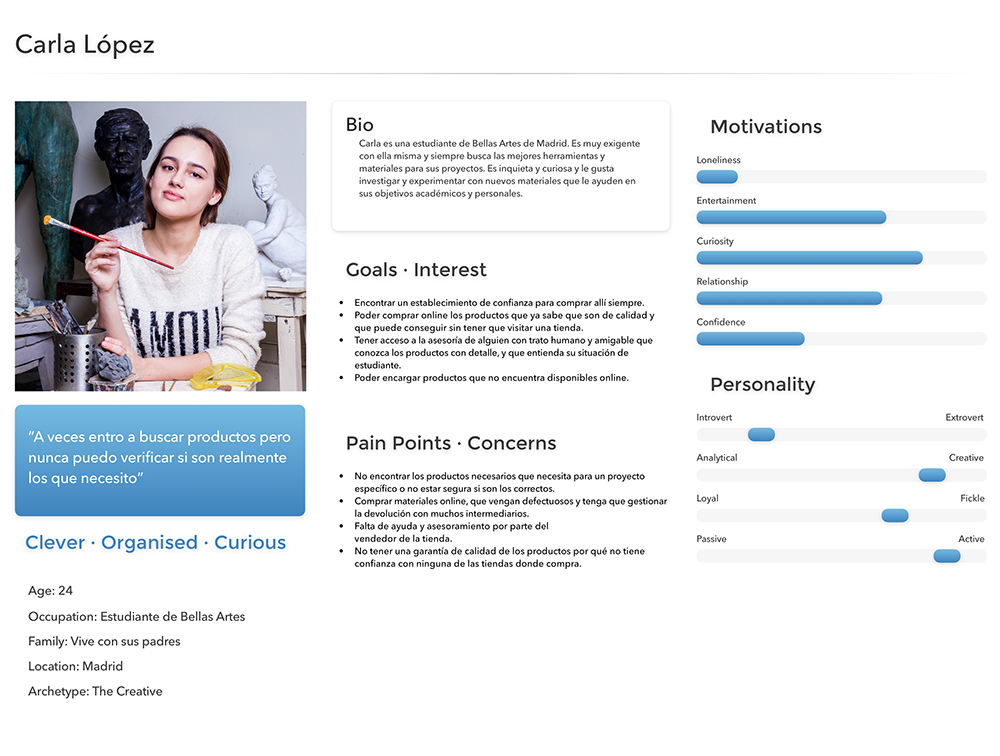 Carla López
AMOU
"A veces entro a buscar productos pero
nunca puedo verificar si son realmente
los que necesito"
Clever · Organised · Curious
Age: 24
Occupation: Estudiante de Bellas Artes
Family: Vive con sus padres
Location: Madrid
Archetype: The Creative
Bio
Carla es una estudiante de Bellas Artes de Madrid. Es muy exigente
con ella misma y siempre busca las mejores herramientas y
materiales para sus proyectos. Es inquieta y curiosa y le gusta
investigar y experimentar con nuevos materiales que le ayuden en
sus objetivos académicos y personales.
Goals · Interest
• Encontrar un establecimiento de confianza para comprar allí siempre.
• Poder comprar online los productos que ya sabe que son de calidad y
que puede conseguir sin tener que visitar una tienda.
• Tener acceso a la asesoría de alguien con trato humano y amigable que
conozca los productos con detalle, y que entienda su situación de
estudiante.
• Poder encargar productos que no encuentra disponibles online.
Pain Points · Concerns
• No encontrar los productos necesarios que necesita para un proyecto
específico o no estar segura si son los correctos.
• Comprar materiales online, que vengan defectuosos y tenga que gestionar
la devolución con muchos intermediarios.
• Falta de ayuda y asesoramiento por parte del
vendedor de la tienda.
• No tener una garantía de calidad de los productos por qué no tiene
confianza con ninguna de las tiendas donde compra.
Motivations
Loneliness
Entertainment
Curiosity
Relationship
Confidence
Personality
Introvert Extrovert
Analytical Creative
Loyal Fickle
Passive Active